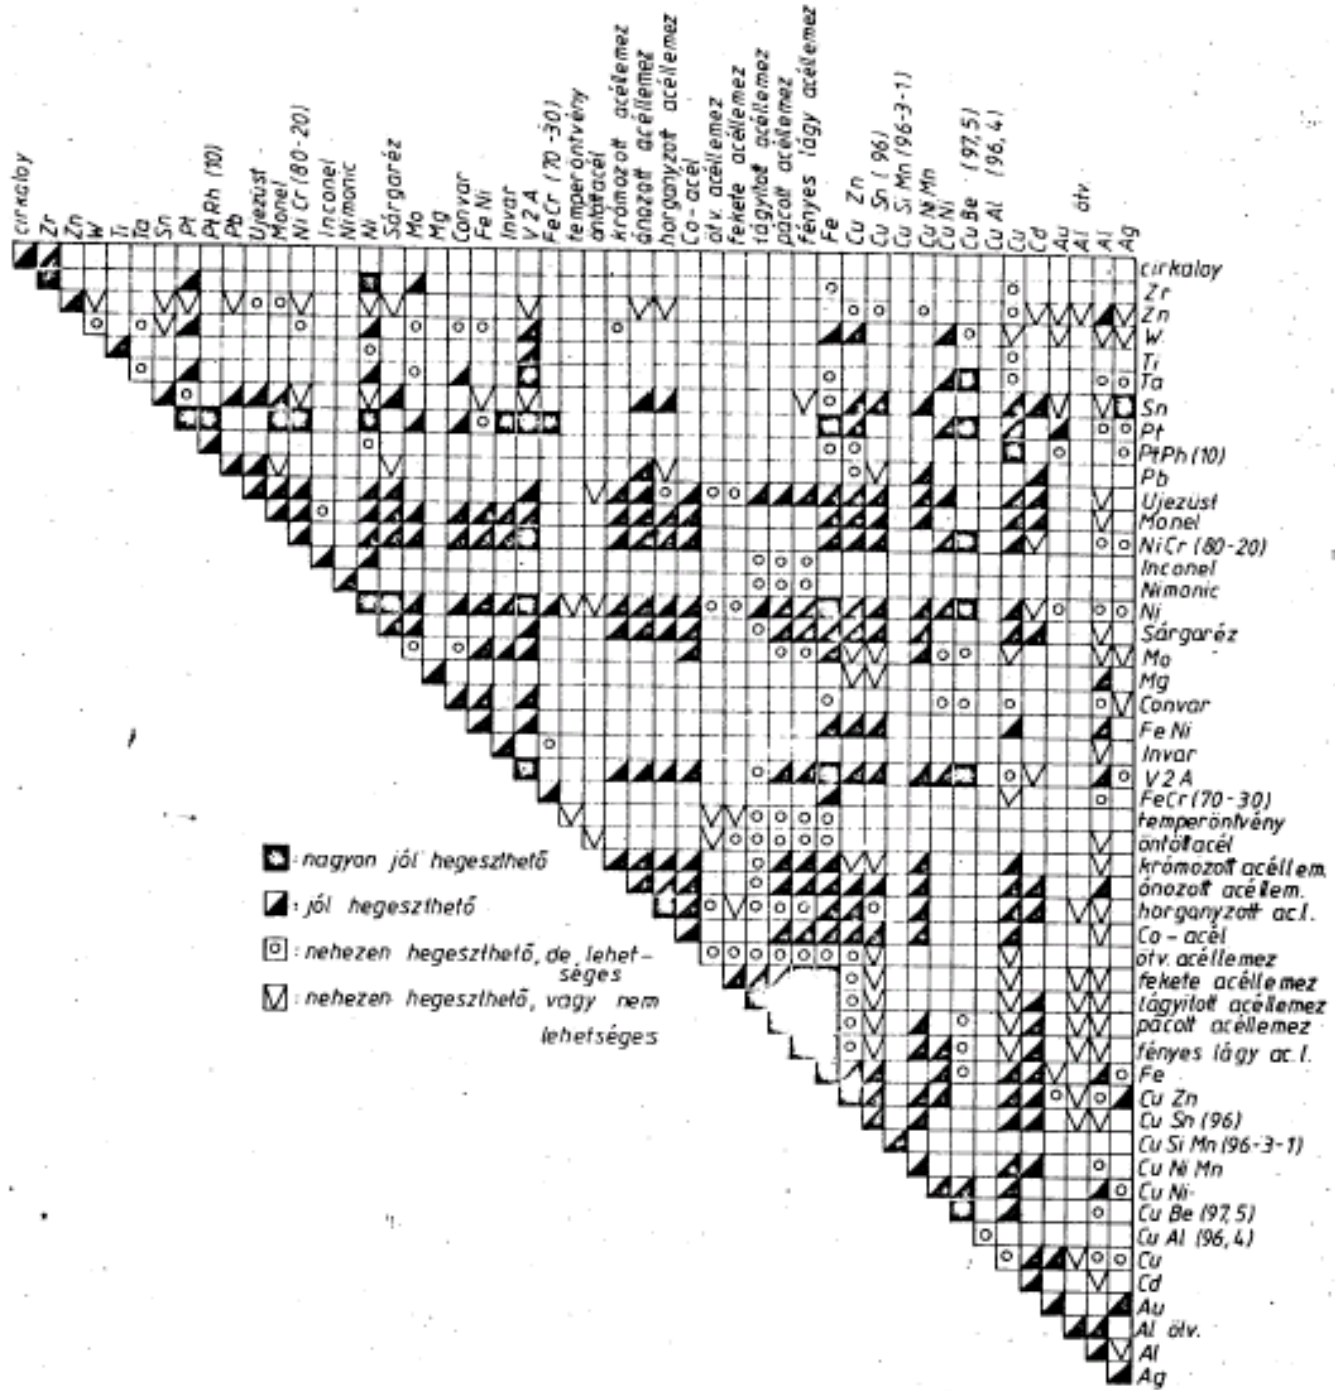 cirkaloy
Zr
Zn
W
Ti
Ta
Sn
Pt
PtRh (10)
Pb
Ujezüst
Monel
Ni Cr (80-20)
Inconel
Nimonic
Ni
Sárgaréz
Mo
Mg
Convar
Fe Ni
Invar
V 2 A
FeCr (70-30)
temperöntvény
öntöttacél
krómozott acéllemez
ónozott acéllemez
horganyzott acéllemez
Co-acél
ötv. acéllemez
fekete acéllemez
lágyított acéllemez
pácolt acéllemez
fényes lágy acéllemez
Fe
Cu Zn
Cu Sn (96)
Cu Si Mn (96-3-1)
Cu Ni Mn
Cu Ni
Cu Be (97,5)
Cu Al (96,4)
Cu
Cd
Au
Al ötv.
Al
Ag
cirkaloy
Zr
Zn
W
Ti
Ta
Sn
Pt
PtPh (10)
Pb
Ujezüst
Monel
NiCr (80-20)
Inconel
Nimonic
Ni
Sárgaréz
Mo
Mg
Convar
Fe Ni
Invar
V 2 A
FeCr (70-30)
temperöntvény
öntöttacél
krómozott acéllem.
ónozott acéllem.
horganyzott ac.l.
Co - acél
ötv. acéllemez
fekete acéllemez
lágyított acéllemez
pácolt acéllemez
fényes lágy ac. l.
Fe
Cu Zn
Cu Sn (96)
Cu Si Mn (96-3-1)
Cu Ni Mn
Cu Ni
Cu Be (97,5)
Cu Al (96,4)
Cu
Cd
Au
Al ötv.
Al
Ag
: nagyon jól hegeszthető
: jól hegeszthető
: nehezen hegeszthető, de lehet-
séges
: nehezen hegeszthető, vagy nem
lehetséges